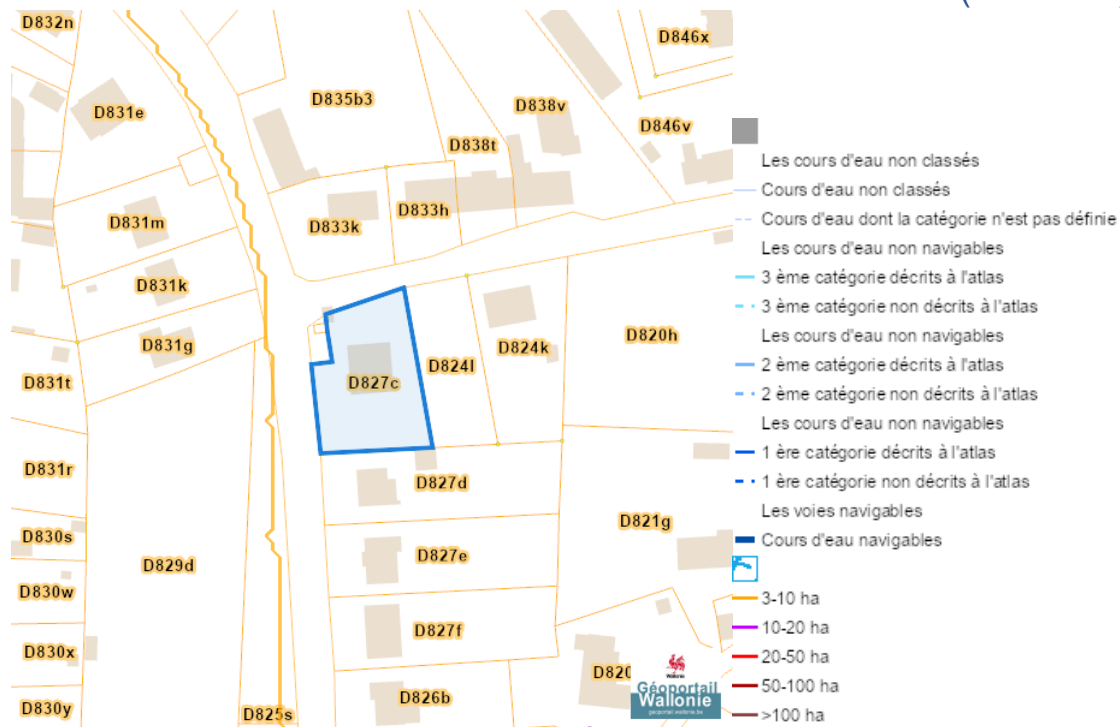 (
D832n
D846x
D831e
D835b3
D838v
D846v
D838t
D831m
D833k
D833h
D831k
D831g
D824l
D824k
D820h
D831t
D827c
D831r
D827d
D830s
D821g
D827e
D829d
D830w
D827f
D830x
D820
D826b
D830y
D825s
Wallonie
Géoportail
Wallonie
geoportail.wallonie.be
Les cours d'eau non classés
Cours d'eau non classés
Cours d'eau dont la catégorie n'est pas définie
Les cours d'eau non navigables
3 ème catégorie décrits à l'atlas
3 ème catégorie non décrits à l'atlas
Les cours d'eau non navigables
2 ème catégorie décrits à l'atlas
2 ème catégorie non décrits à l'atlas
Les cours d'eau non navigables
1 ère catégorie décrits à l'atlas
1 ère catégorie non décrits à l'atlas
Les voies navigables
Cours d'eau navigables
3-10 ha
10-20 ha
20-50 ha
50-100 ha
>100 ha